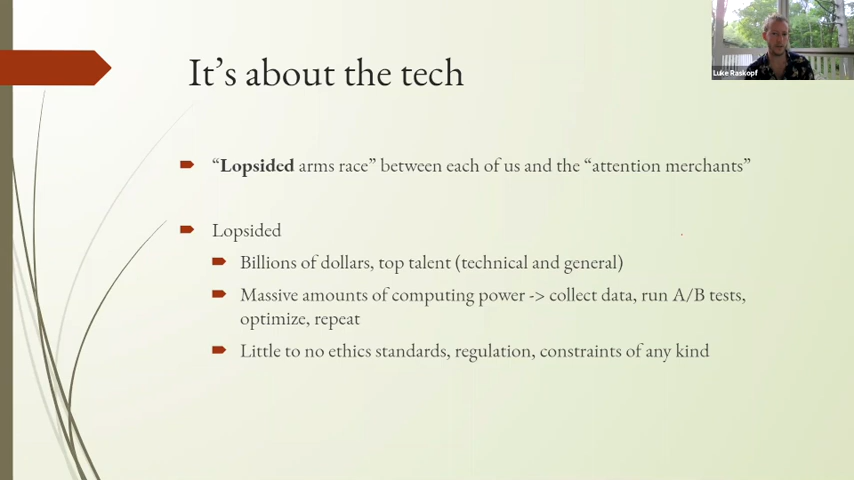 Luke Raskopf
It’s about the tech
“Lopsided arms race” between each of us and the “attention merchants”
Lopsided
Billions of dollars, top talent (technical and general)
Massive amounts of computing power -> collect data, run A/B tests,
optimize, repeat
Little to no ethics standards, regulation, constraints of any kind